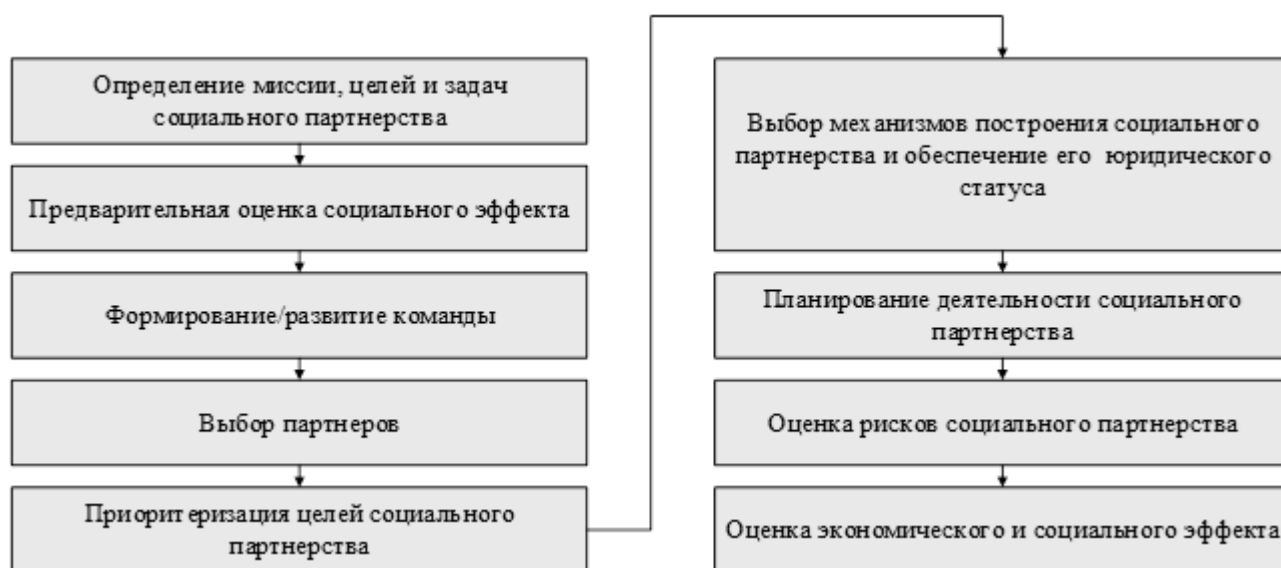 Определение миссии, целей и задач
социального партнерства
Предварительная оценка социального эффекта
Формирование/развитие команды
Выбор партнеров
Приоритеризация целей социального
партнерства
Выбор механизмов построения социального
партнерства и обеспечение его юридического
статуса
Планирование деятельности социального
партнерства
Оценка рисков социального партнерства
Оценка экономического и социального эффекта